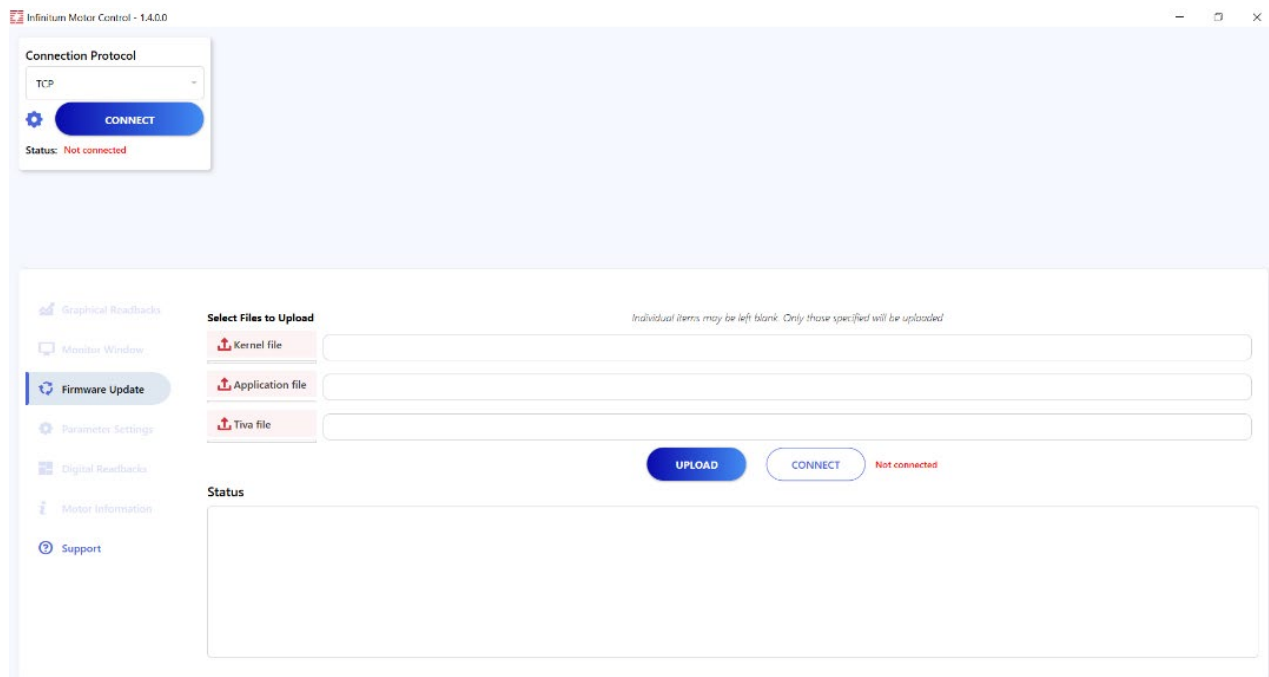 Infinitum Motor Control - 1.4.0.0
Connection Protocol
TCP
CONNECT
Status: Not connected
Graphical Readbacks
Monitor Window
Firmware Update
Parameter Settings
Digital Readbacks
Motor Information
Support
Select Files to Upload
Individual items may be left blank. Only those specified will be uploaded
Kernel file
Application file
Tiva file
UPLOAD
CONNECT
Not connected
Status